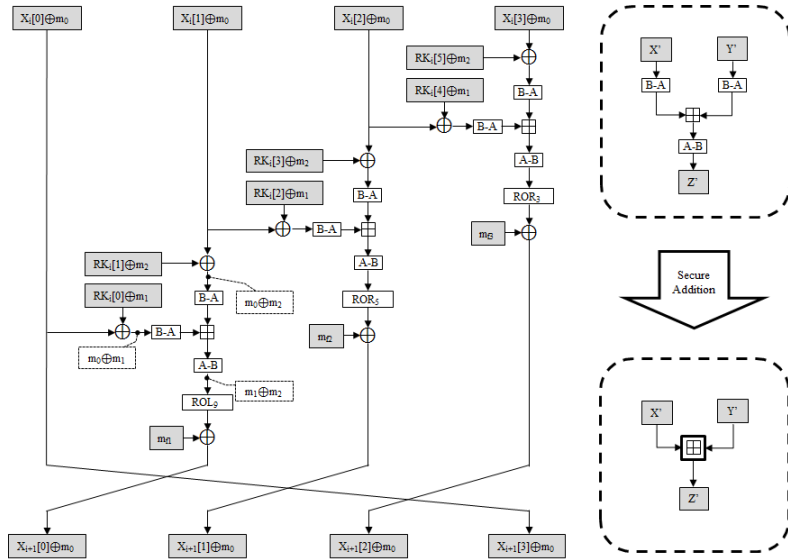 Xᵢ[0]⊕m₀
Xᵢ[1]⊕m₀
Xᵢ[2]⊕m₀
Xᵢ[3]⊕m₀
RKᵢ[5]⊕m₂
RKᵢ[4]⊕m₁
B-A
B-A
A-B
RKᵢ[3]⊕m₂
RKᵢ[2]⊕m₁
B-A
B-A
ROR₃
m_f3
A-B
RKᵢ[1]⊕m₂
RKᵢ[0]⊕m₁
B-A
m₀⊕m₂
ROR₅
B-A
m_f2
m₀⊕m₁
A-B
m₁⊕m₂
ROL₉
m_f1
Xᵢ₊₁[0]⊕m₀
Xᵢ₊₁[1]⊕m₀
Xᵢ₊₁[2]⊕m₀
Xᵢ₊₁[3]⊕m₀
X'
Y'
B-A
B-A
A-B
Z'
Secure
Addition
X'
Y'
Z'